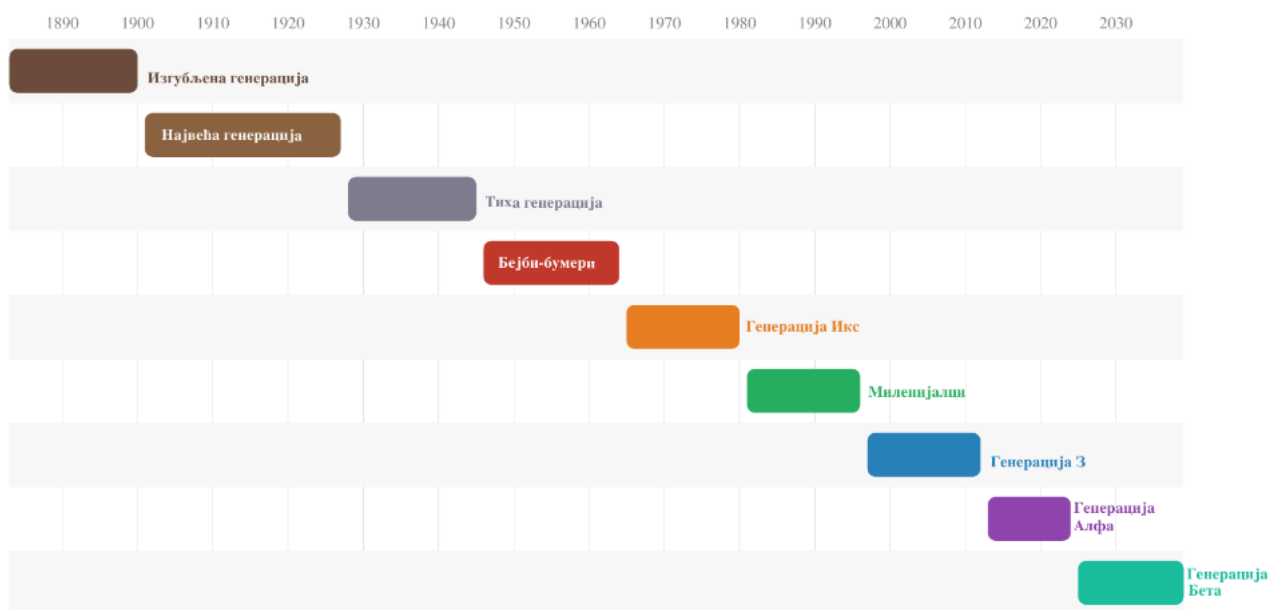 1890 1900 1910 1920 1930 1940 1950 1960 1970 1980 1990 2000 2010 2020 2030
Изгубљена генерација
Највећа генерација
Тиха генерација
Бејби-бумери
Генерација Икс
Миленијалци
Генерација З
Генерација
Алфа
Генерација
Бета